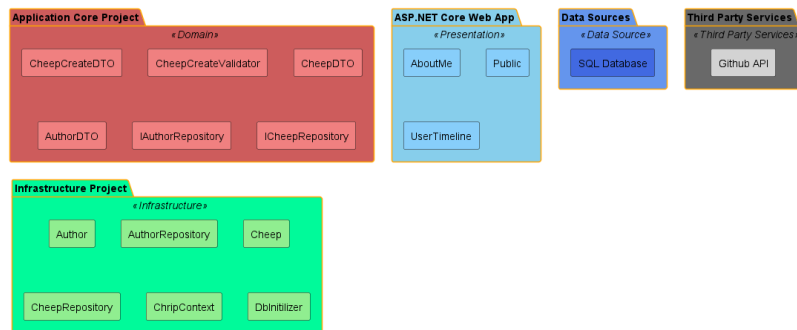 Application Core Project
«Domain»
CheepCreateDTO CheepCreateValidator CheepDTO
AuthorDTO IAuthorRepository ICheepRepository
ASP.NET Core Web App
«Presentation»
AboutMe Public
UserTimeline
Data Sources
«Data Source»
SQL Database
Third Party Services
«Third Party Services»
Github API
Infrastructure Project
«Infrastructure»
Author AuthorRepository Cheep
CheepRepository ChripContext DbInitilizer